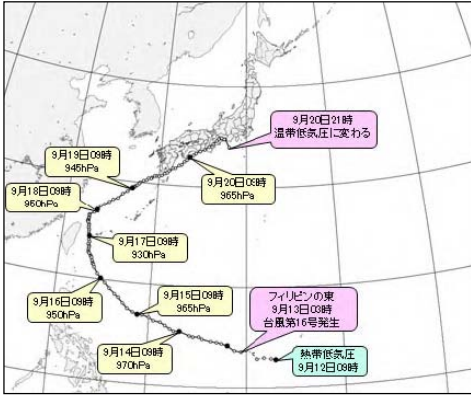 9月20日21時
温帯低気圧に変わる
9月19日09時
945hPa
9月20日09時
965hPa
9月18日09時
960hPa
9月17日09時
930hPa
9月16日09時
950hPa
9月15日09時
965hPa
フィリピンの東
9月13日03時
台風第16号発生
9月14日09時
970hPa
熱帯低気圧
9月12日09時